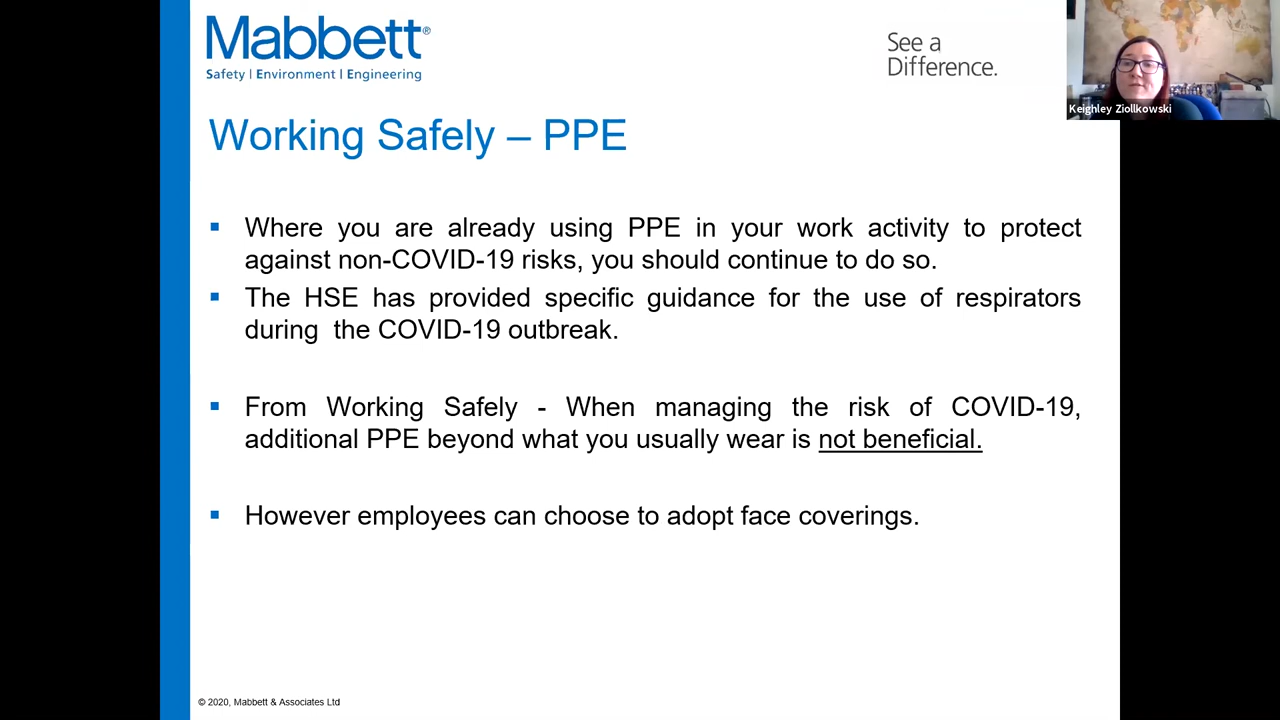 Mabbett®
Safety | Environment | Engineering
See a
Difference.
Keighley Ziollkowski
Working Safely – PPE
Where you are already using PPE in your work activity to protect
against non-COVID-19 risks, you should continue to do so.
The HSE has provided specific guidance for the use of respirators
during the COVID-19 outbreak.
From Working Safely - When managing the risk of COVID-19,
additional PPE beyond what you usually wear is not beneficial.
However employees can choose to adopt face coverings.
© 2020, Mabbett & Associates Ltd